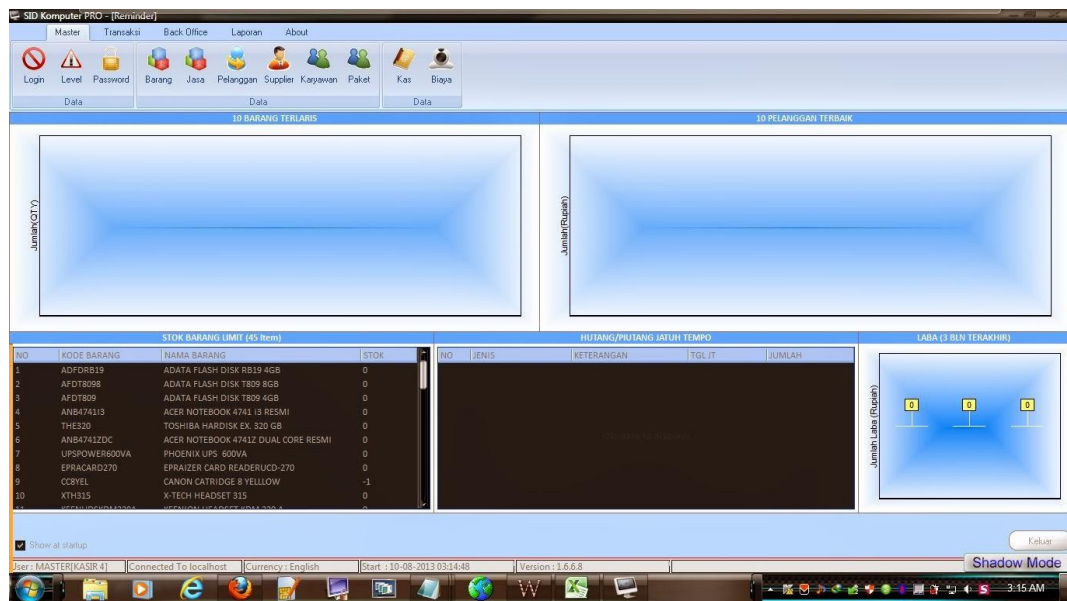 SID Komputer PRO - [Reminder]
Master Transaksi Back Office Laporan About
Login Level Password Barang Jasa Pelanggan Supplier Karyawan Paket Kas Biaya
Data Data Data
10 BARANG TERLARIS 10 PELANGGAN TERBAIK
Jumlah(QTY)
Jumlah(Rupiah)
STOK BARANG LIMIT (45 Item) HUTANG/PIUTANG JATUH TEMPO LABA (3 BLN TERAKHIR)
NO KODE BARANG NAMA BARANG STOK NO JENIS KETERANGAN TGL JT JUMLAH
1 ADFDRB19 ADATA FLASH DISK RB19 4GB 0
2 AFDT8098 ADATA FLASH DISK T809 8GB 0
3 AFDT809 ADATA FLASH DISK T809 4GB 0
4 ANB4741I3 ACER NOTEBOOK 4741 I3 RESMI 0
5 THE320 TOSHIBA HARDISK EX. 320 GB 0
6 ANB4741ZDC ACER NOTEBOOK 4741Z DUAL CORE RESMI 0
7 UPSPOWER600VA PHOENIX UPS 600VA 0
8 EPRACARD270 EPRAIZER CARD READERUCD-270 0
9 CC8YEL CANON CATRIDGE 8 YELLLOW -1
10 XTH315 X-TECH HEADSET 315 0
Jumlah Laba (Rupiah)
0 0 0
Show at startup
Keluar
User : MASTER[KASIR 4] Connected To localhost Currency : English Start : 10-08-2013 03:14:48 Version : 1.6.6.8
Shadow Mode
3:15 AM